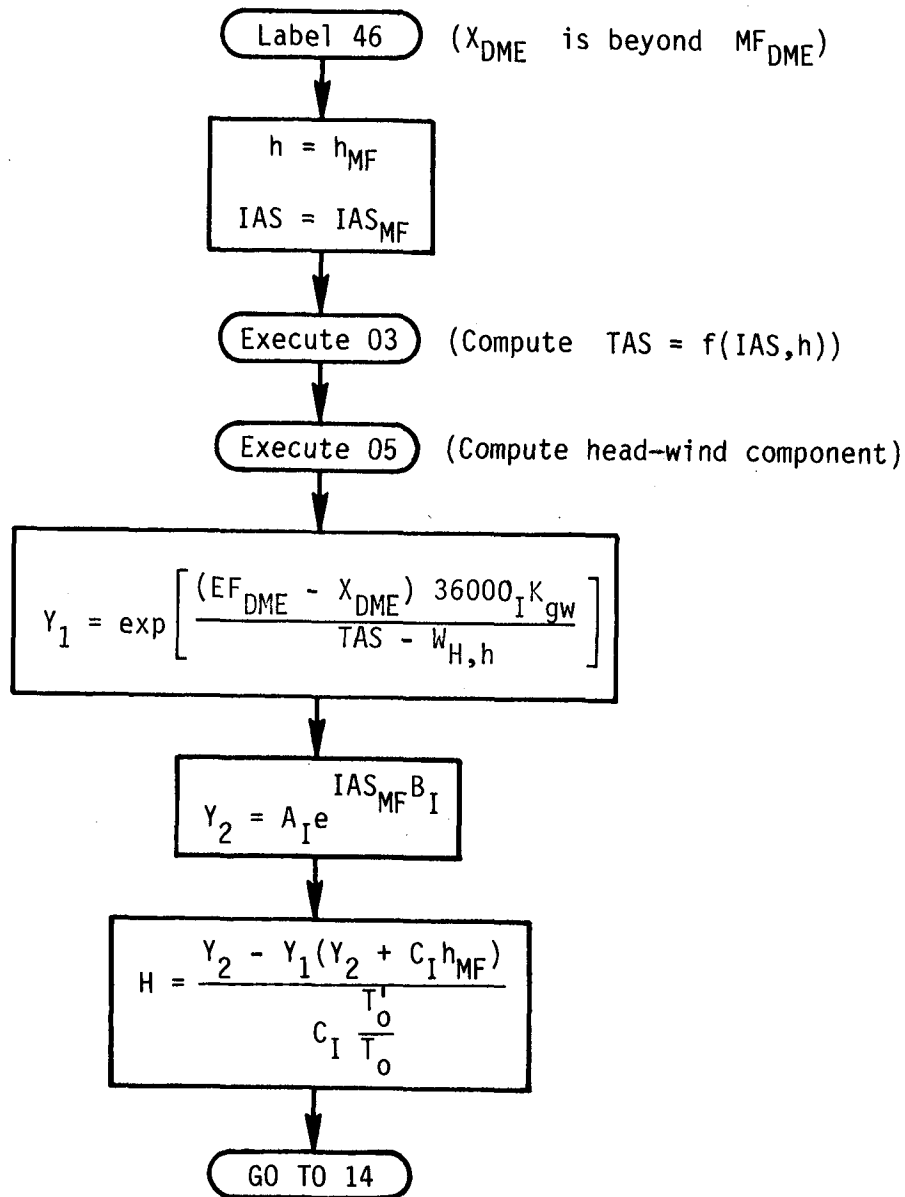 Label 46 (X_DME is beyond MF_DME)
h = h_MF
IAS = IAS_MF
Execute 03 (Compute TAS = f(IAS,h))
Execute 05 (Compute head-wind component)
Y_1 = exp [ (EF_DME - X_DME) 36000_I K_gw / TAS - W_H,h ]
Y_2 = A_I e^IAS_MF B_I
H = Y_2 - Y_1(Y_2 + C_I h_MF) / C_I T'_o / T_o
GO TO 14